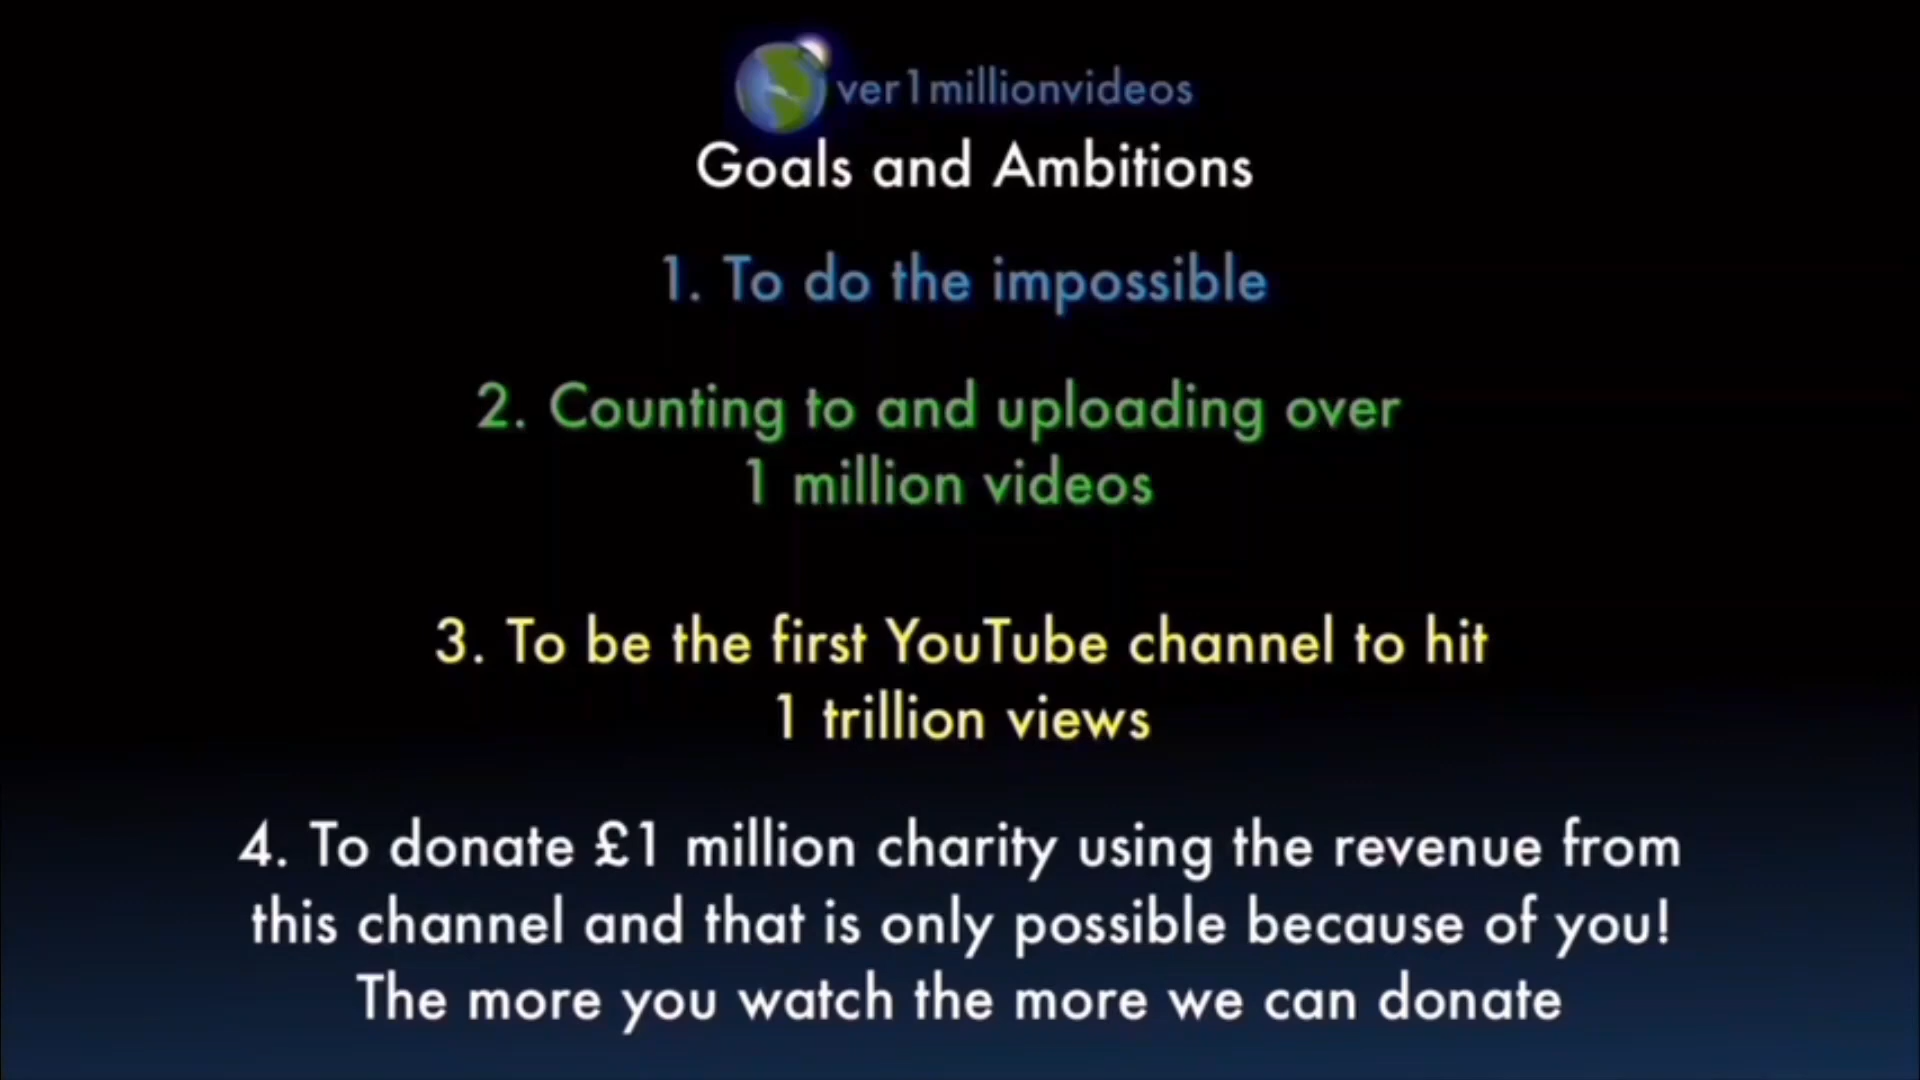 ver1millionvideos
Goals and Ambitions
1. To do the impossible
2. Counting to and uploading over
1 million videos
3. To be the first YouTube channel to hit
1 trillion views
4. To donate £1 million charity using the revenue from
this channel and that is only possible because of you!
The more you watch the more we can donate